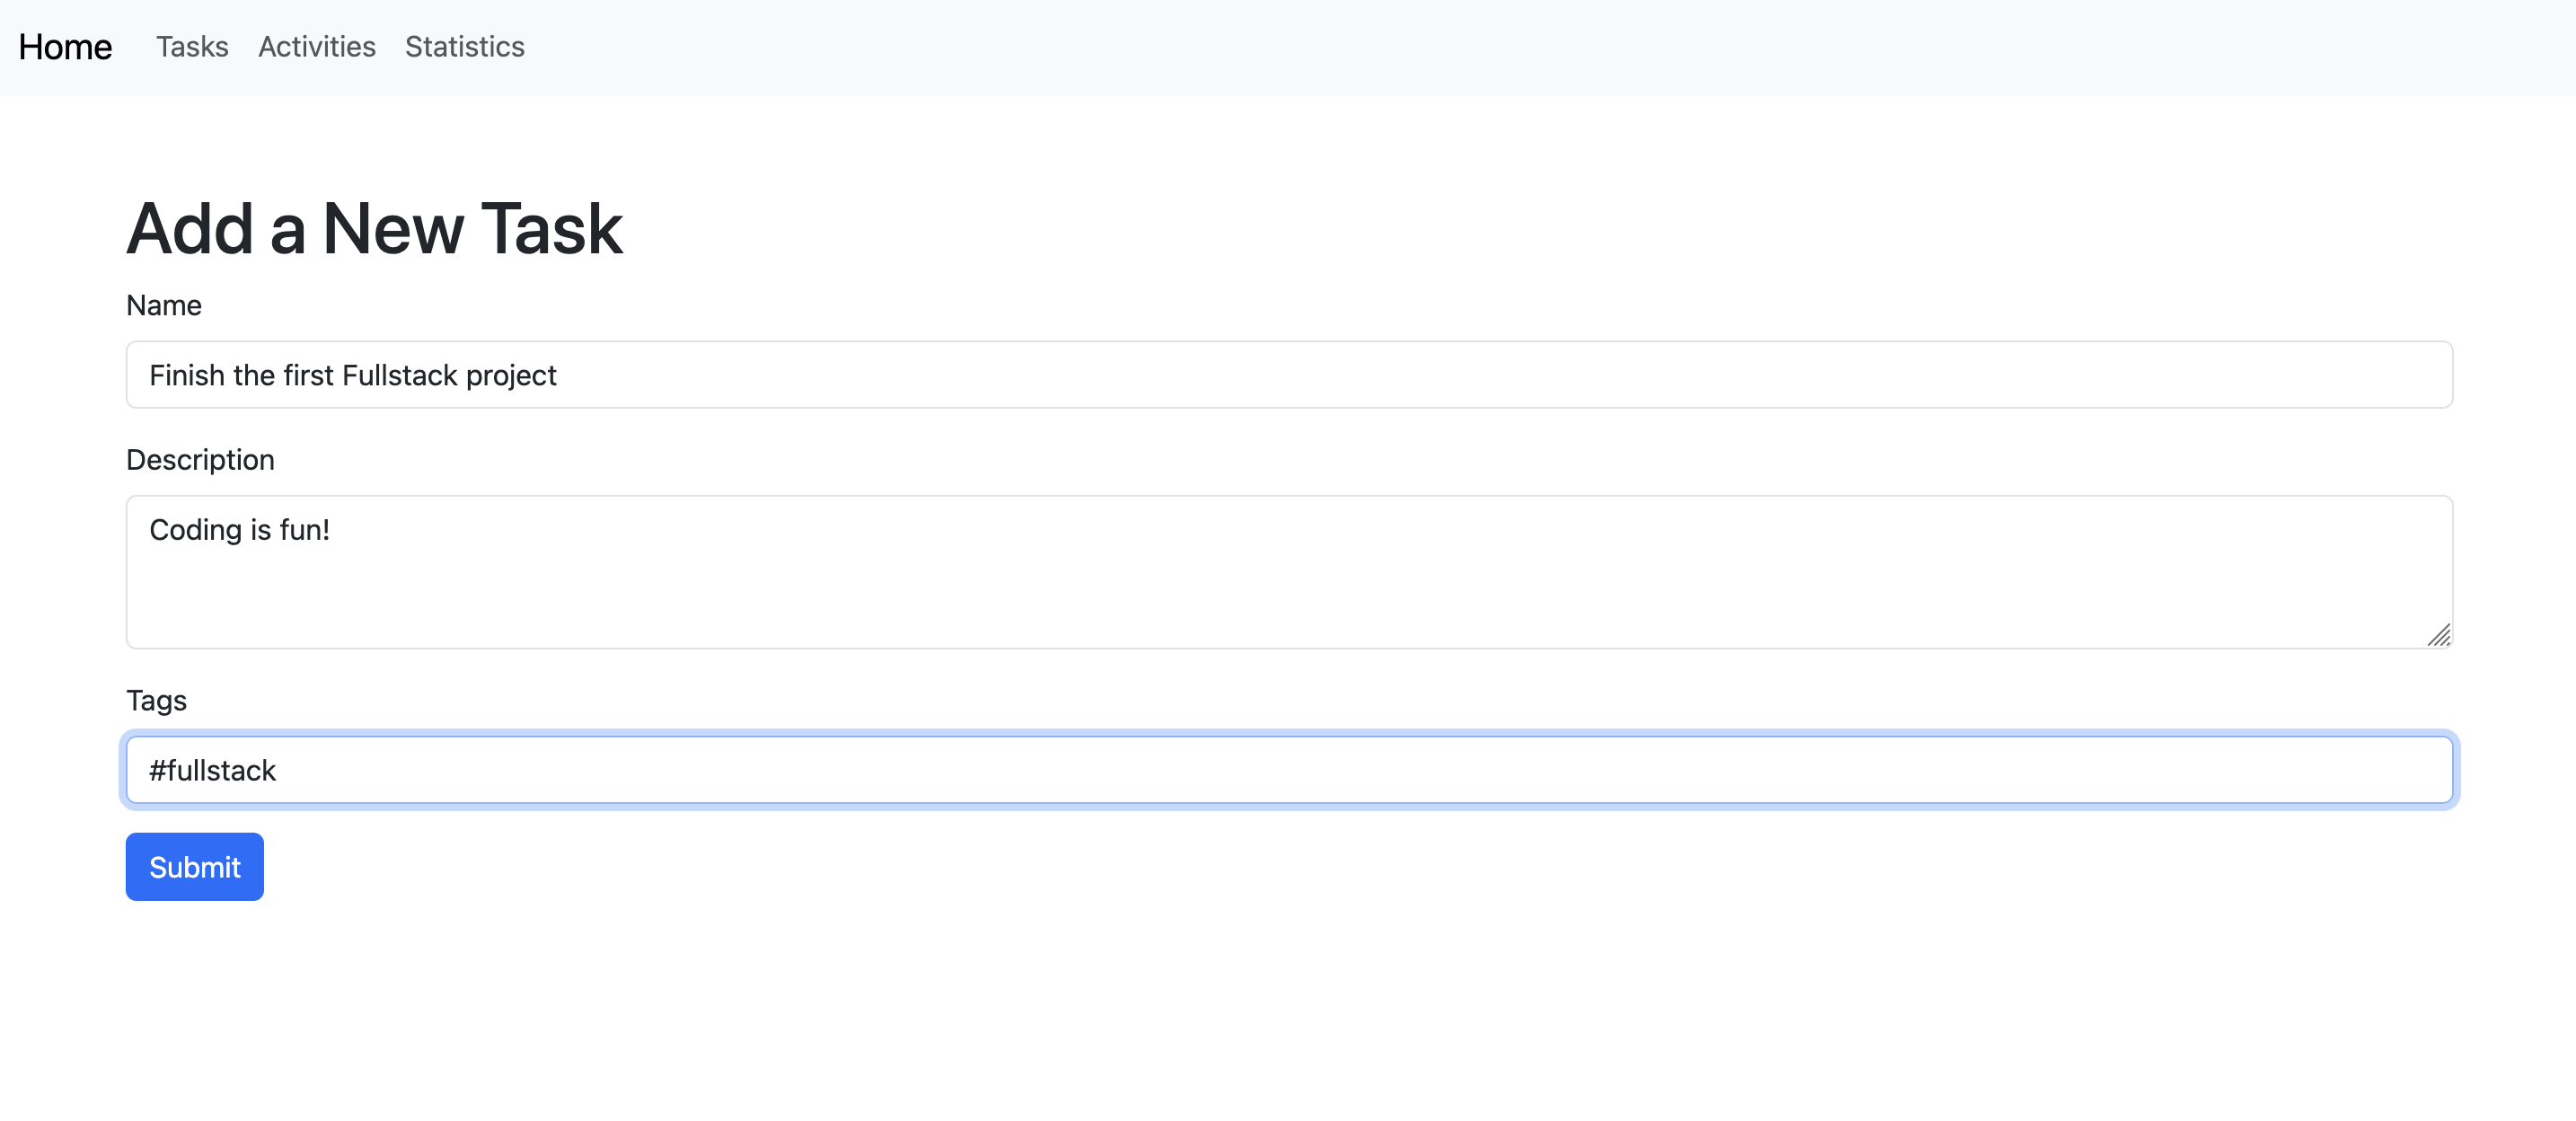 Home Tasks Activities Statistics
Add a New Task
Name
Finish the first Fullstack project
Description
Coding is fun!
Tags
#fullstack
Submit